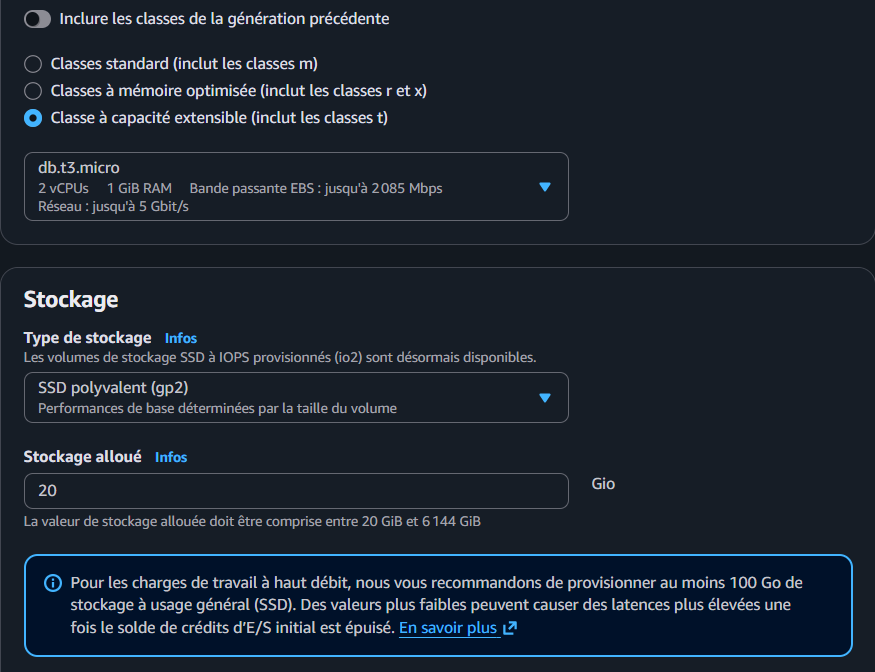 Inclure les classes de la génération précédente
Classes standard (inclut les classes m)
Classes à mémoire optimisée (inclut les classes r et x)
Classe à capacité extensible (inclut les classes t)
db.t3.micro
2 vCPUs 1 GiB RAM Bande passante EBS : jusqu'à 2 085 Mbps
Réseau : jusqu'à 5 Gbit/s
Stockage
Type de stockage Infos
Les volumes de stockage SSD à IOPS provisionnés (io2) sont désormais disponibles.
SSD polyvalent (gp2)
Performances de base déterminées par la taille du volume
Stockage alloué Infos
20 Gio
La valeur de stockage allouée doit être comprise entre 20 GiB et 6 144 GiB
Pour les charges de travail à haut débit, nous vous recommandons de provisionner au moins 100 Go de
stockage à usage général (SSD). Des valeurs plus faibles peuvent causer des latences plus élevées une
fois le solde de crédits d’E/S initial est épuisé. En savoir plus